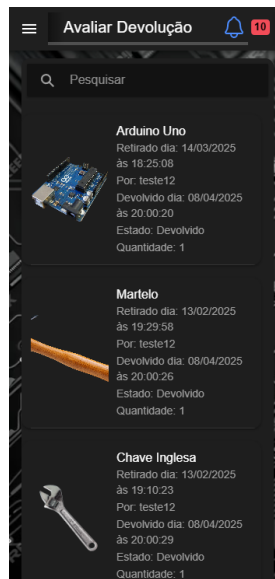 Avaliar Devolução
10
Pesquisar
Arduino Uno
Retirado dia: 14/03/2025
às 18:25:08
Por: teste12
Devolvido dia: 08/04/2025
às 20:00:20
Estado: Devolvido
Quantidade: 1
Martelo
Retirado dia: 13/02/2025
às 19:29:58
Por: teste12
Devolvido dia: 08/04/2025
às 20:00:26
Estado: Devolvido
Quantidade: 1
Chave Inglesa
Retirado dia: 13/02/2025
às 19:10:23
Por: teste12
Devolvido dia: 08/04/2025
às 20:00:29
Estado: Devolvido
Quantidade: 1